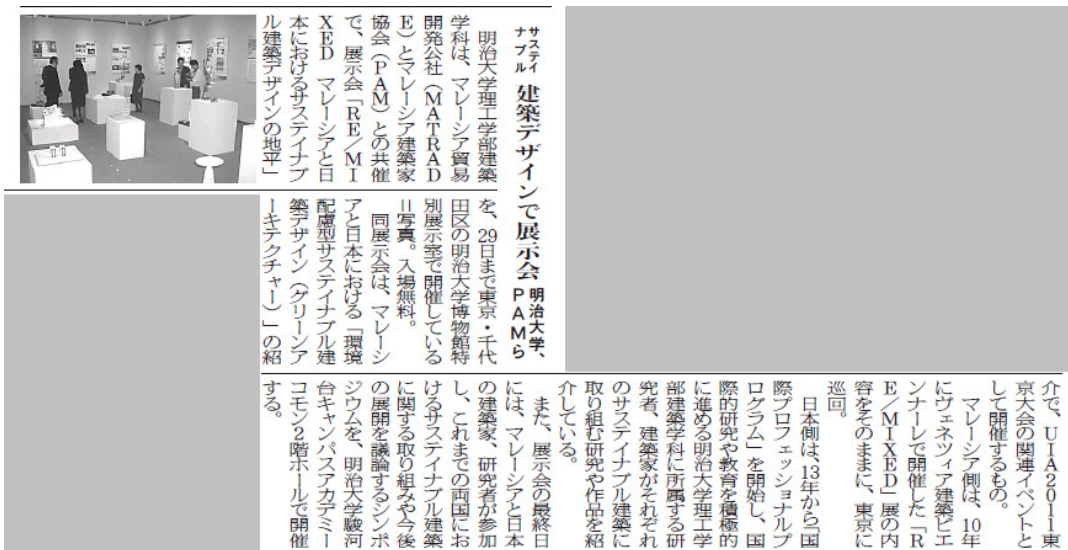 サステイ
ナブル
建築デザインで展示会
明治大学、
PAMら
明治大学理工学部建築
学科は、マレーシア貿易
開発公社（MATRAD
E）とマレーシア建築家
協会（PAM）との共催
で、展示会「RE／MI
XED　マレーシアと日
本におけるサステイナブ
ル建築デザインの地平」
を、29日まで東京・千代
田区の明治大学博物館特
別展示室で開催している
＝写真。入場無料。
同展示会は、マレーシ
アと日本における「環境
配慮型サステイナブル建
築デザイン（グリーンア
ーキテクチャー）」の紹
介で、UIA2011東
京大会の関連イベントと
して開催するもの。
マレーシア側は、10年
にヴェネツィア建築ビエ
ンナーレで開催した「R
E／MIXED」展の内
容をそのままに、東京に
巡回。
日本側は、13年から「国
際プロフェッショナルプ
ログラム」を開始し、国
際的研究や教育を積極的
に進める明治大学理工学
部建築学科に所属する研
究者、建築家がそれぞれ
のサステイナブル建築に
取り組む研究や作品を紹
介している。
また、展示会の最終日
には、マレーシアと日本
の建築家、研究者が参加
し、これまでの両国にお
けるサステイナブル建築
に関する取り組みや今後
の展開を議論するシンポ
ジウムを、明治大学駿河
台キャンパスアカデミー
コモン2階ホールで開催
する。